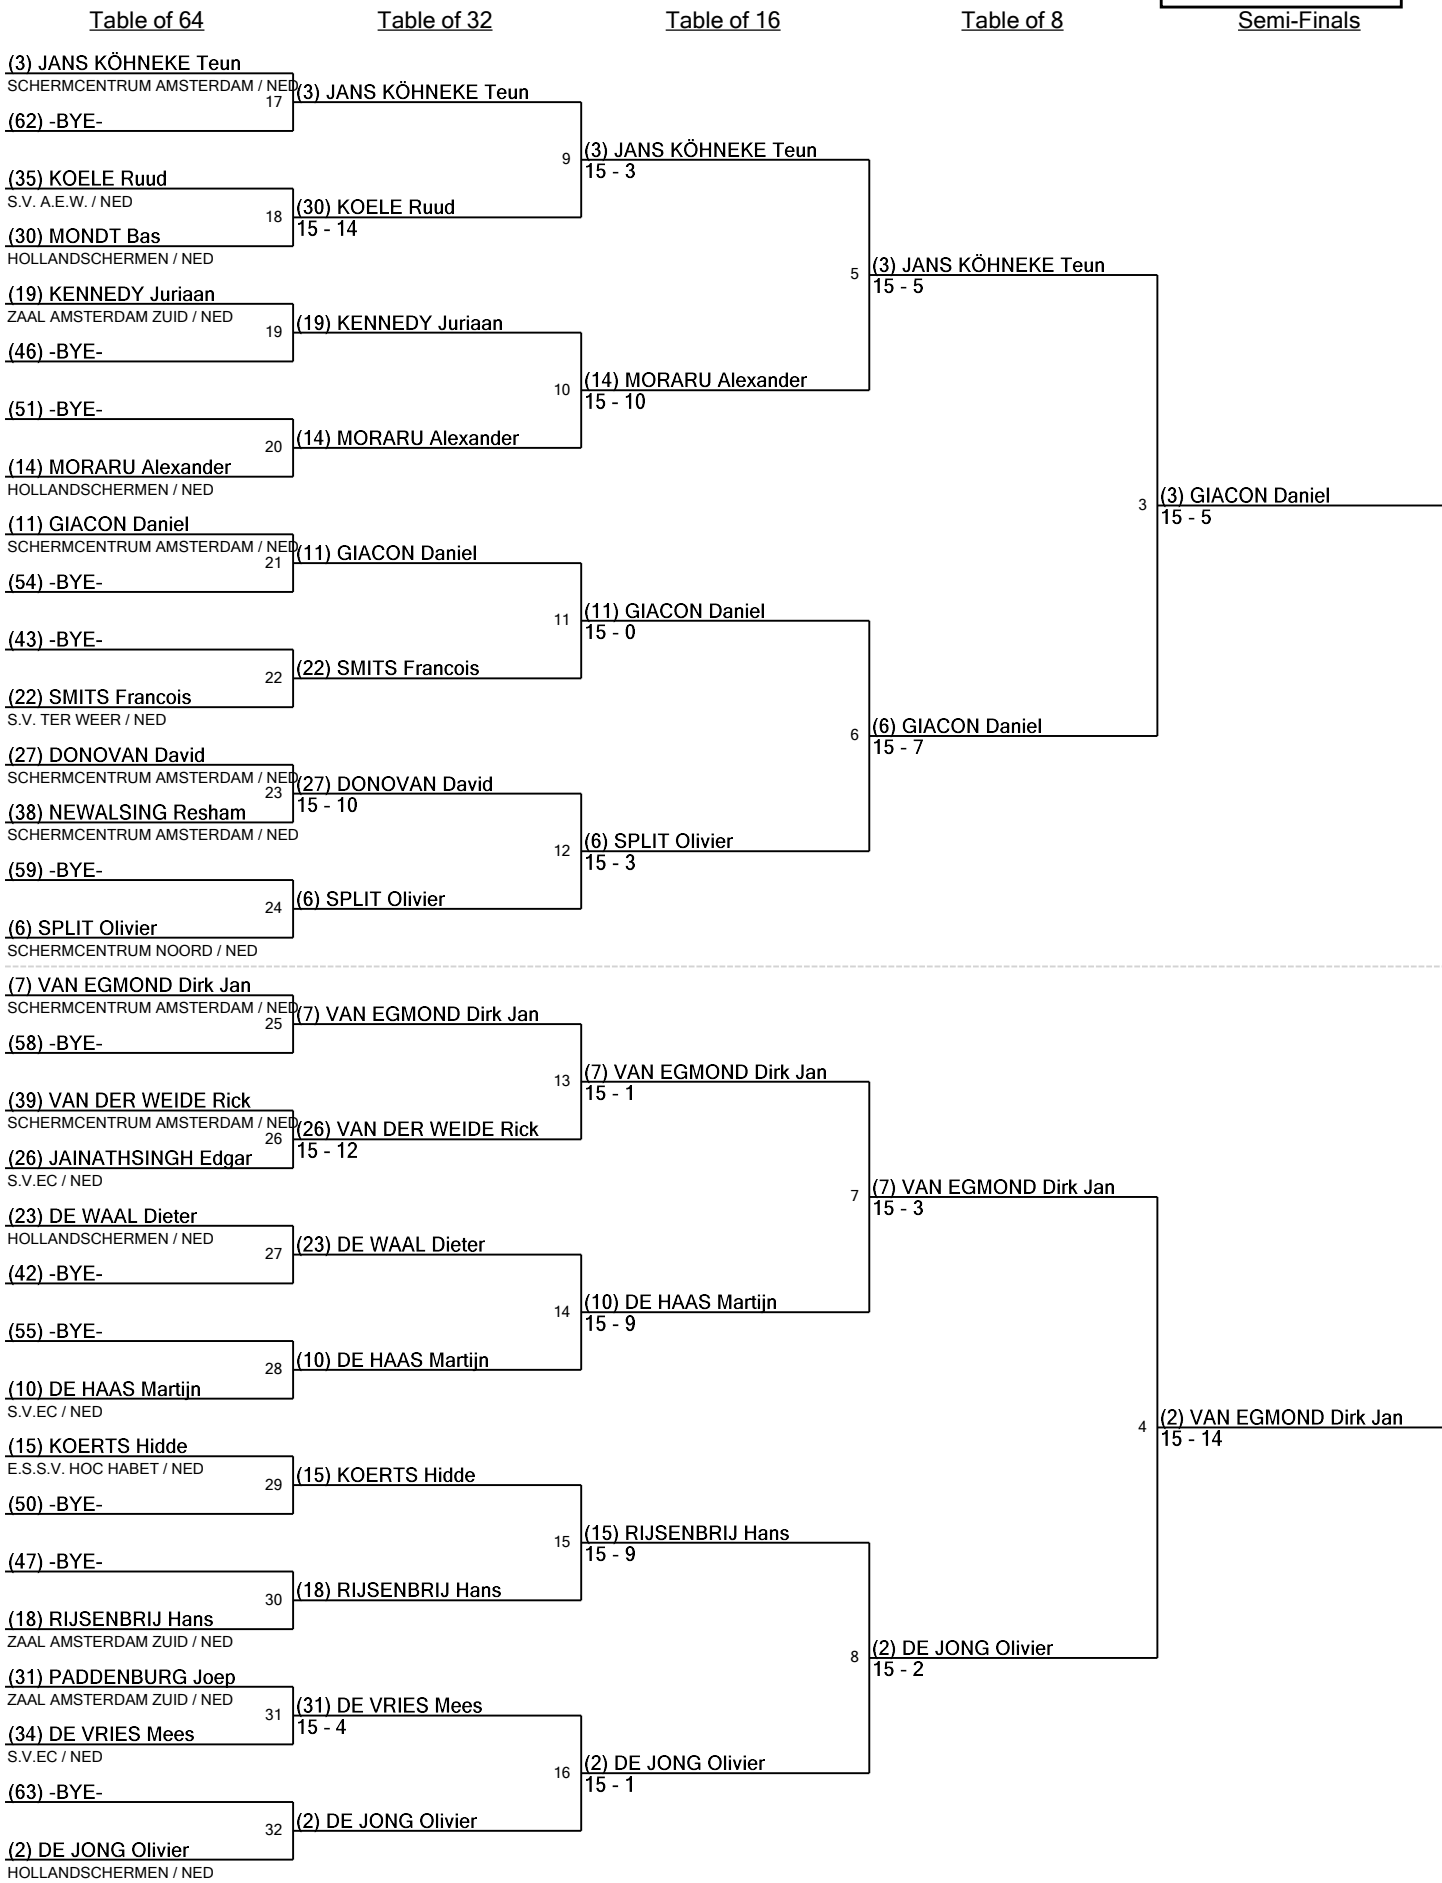 Table of 64
Table of 32
Table of 16
Table of 8
Semi-Finals
(3) JANS KÖHNEKE Teun
SCHERMCENTRUM AMSTERDAM / NED
17
(62) -BYE-
(35) KOELE Ruud
S.V. A.E.W. / NED
18
(30) MONDT Bas
HOLLANDSCHERMEN / NED
(19) KENNEDY Juriaan
ZAAL AMSTERDAM ZUID / NED
19
(46) -BYE-
(51) -BYE-
20
(14) MORARU Alexander
HOLLANDSCHERMEN / NED
(11) GIACON Daniel
SCHERMCENTRUM AMSTERDAM / NED
21
(54) -BYE-
(43) -BYE-
22
(22) SMITS Francois
S.V. TER WEER / NED
(27) DONOVAN David
SCHERMCENTRUM AMSTERDAM / NED
23
(38) NEWALSING Resham
SCHERMCENTRUM AMSTERDAM / NED
(59) -BYE-
24
(6) SPLIT Olivier
SCHERMCENTRUM NOORD / NED
(7) VAN EGMOND Dirk Jan
SCHERMCENTRUM AMSTERDAM / NED
25
(58) -BYE-
(39) VAN DER WEIDE Rick
SCHERMCENTRUM AMSTERDAM / NED
26
(26) JAINATHSINGH Edgar
S.V.EC / NED
(23) DE WAAL Dieter
HOLLANDSCHERMEN / NED
27
(42) -BYE-
(55) -BYE-
28
(10) DE HAAS Martijn
S.V.EC / NED
(15) KOERTS Hidde
E.S.S.V. HOC HABET / NED
29
(50) -BYE-
(47) -BYE-
30
(18) RIJSENBRIJ Hans
ZAAL AMSTERDAM ZUID / NED
(31) PADDENBURG Joep
ZAAL AMSTERDAM ZUID / NED
31
(34) DE VRIES Mees
S.V.EC / NED
(63) -BYE-
32
(2) DE JONG Olivier
HOLLANDSCHERMEN / NED
(3) JANS KÖHNEKE Teun
9
(30) KOELE Ruud
15 - 14
(19) KENNEDY Juriaan
10
(14) MORARU Alexander
(11) GIACON Daniel
11
(22) SMITS Francois
(27) DONOVAN David
15 - 10
12
(6) SPLIT Olivier
(7) VAN EGMOND Dirk Jan
13
(26) VAN DER WEIDE Rick
15 - 12
(23) DE WAAL Dieter
14
(10) DE HAAS Martijn
(15) KOERTS Hidde
15
(18) RIJSENBRIJ Hans
(31) DE VRIES Mees
15 - 4
16
(2) DE JONG Olivier
(3) JANS KÖHNEKE Teun
15 - 3
5
(14) MORARU Alexander
15 - 10
(11) GIACON Daniel
15 - 0
6
(6) SPLIT Olivier
15 - 3
(7) VAN EGMOND Dirk Jan
15 - 1
7
(10) DE HAAS Martijn
15 - 9
(15) RIJSENBRIJ Hans
15 - 9
8
(2) DE JONG Olivier
15 - 1
(3) JANS KÖHNEKE Teun
15 - 5
3
(6) GIACON Daniel
15 - 7
(7) VAN EGMOND Dirk Jan
15 - 3
4
(2) DE JONG Olivier
15 - 2
(3) GIACON Daniel
15 - 5
(2) VAN EGMOND Dirk Jan
15 - 14